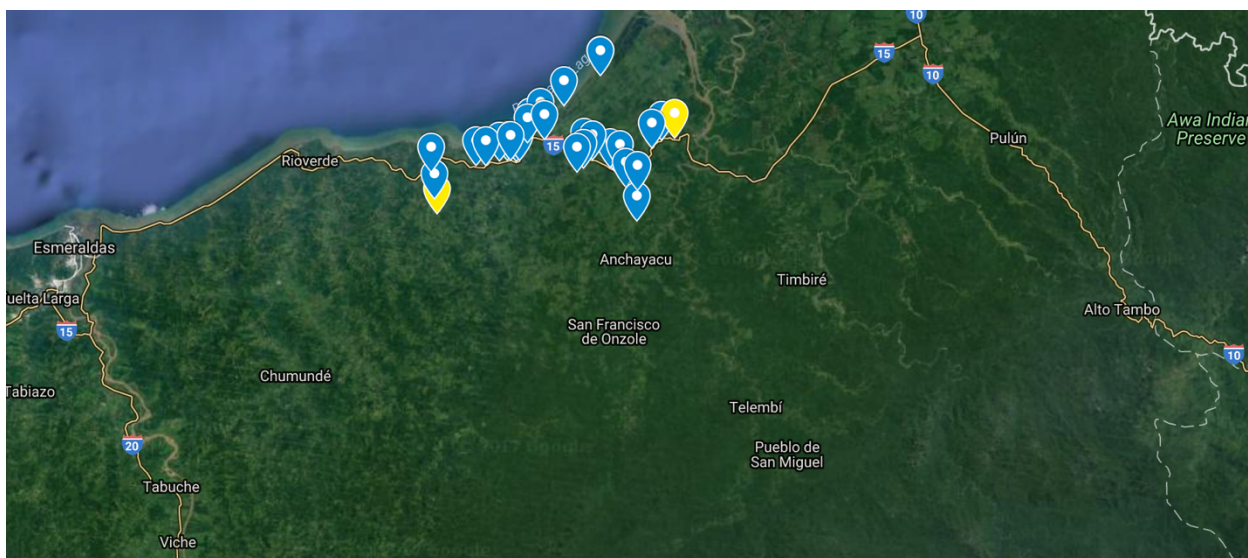 10
15
10
Awa Indian
Preserve
Pulún
Lag
15
Rioverde
Esmeraldas
uelta Larga
Anchayacu
Timbiré
15
San Francisco
de Onzole
Alto Tambo
10
Chumundé
Tabiazo
Telembí
20
Pueblo de
San Miguel
Tabuche
Viche